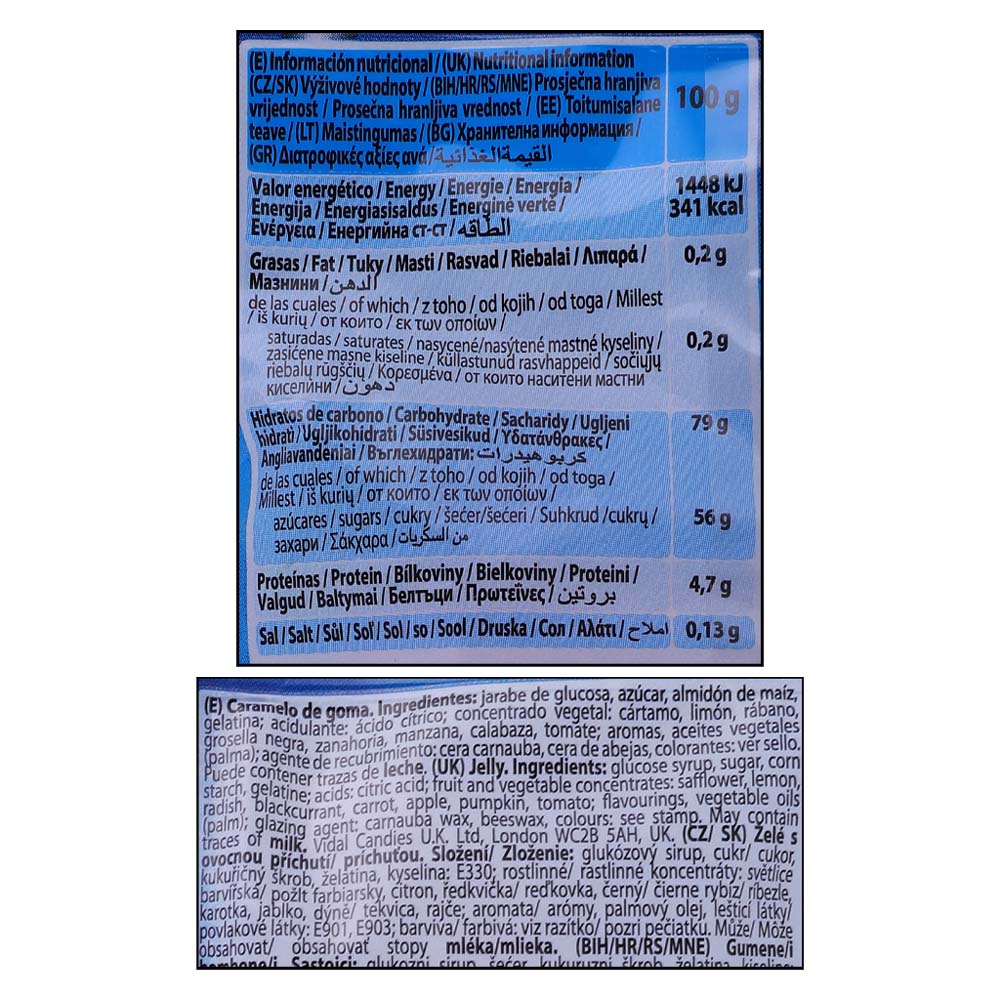 (E) Información nutricional / (UK) Nutritional information
(CZ/SK) Výživové hodnoty / (BIH/HR/RS/MNE) Prosječna hranjiva
vrijednost / Prosečna hranljiva vrednost / (EE) Toitumisalane
teave / (LT) Maistingumas / (BG) Хранителна информация /
(GR) Διατροφικές αξίες ανά/القيمة الغذائية
100 g
Valor energético / Energy / Energie / Energia /
Energija / Energiasisaldus / Energinė vertė /
Ενέργεια / Енергийна ст-ст / الطاقه
1448 kJ
341 kcal
Grasas / Fat / Tuky / Masti / Rasvad / Riebalai / Λιπαρά /
Мазнини / الدهن
0,2 g
de las cuales / of which / z toho / od kojih / od toga / Millest
/ iš kurių / от които / εκ των οποίων /
saturadas / saturates / nasycené/nasýtené mastné kyseliny /
zasićene masne kiseline / küllastunud rasvhappeid / sočiųjų
riebalų rūgščių / Κορεσμένα / от които наситени мастни
киселини / دهون
0,2 g
Hidratos de carbono / Carbohydrate / Sacharidy / Ugljeni
hidrati / Ugljikohidrati / Süsivesikud / Υδατάνθρακες /
Angliavandeniai / Въглехидрати: كربوهيدرات
79 g
de las cuales / of which / z toho / od kojih / od toga /
Millest / iš kurių / от които / εκ των οποίων /
azúcares / sugars / cukry / šećer/šećeri / Suhkrud /cukrų /
захари / Σάκχαρα / من السكريات
56 g
Proteínas / Protein / Bílkoviny / Bielkoviny / Proteini /
Valgud / Baltymai / Белтъци / Πρωτεΐνες / بروتين
4,7 g
Sal / Salt / Sůl / Soľ / Sol / so / Sool / Druska / Сол / Αλάτι / املاح
0,13 g
(E) Caramelo de goma. Ingredientes: jarabe de glucosa, azúcar, almidón de maíz,
gelatina; acidulante: ácido cítrico; concentrado vegetal: cártamo, limón, rábano,
grosella negra, zanahoria, manzana, calabaza, tomate; aromas, aceites vegetales
(palma); agente de recubrimiento: cera carnauba, cera de abejas, colorantes: ver sello.
Puede contener trazas de leche. (UK) Jelly. Ingredients: glucose syrup, sugar, corn
starch, gelatine; acids: citric acid; fruit and vegetable concentrates: safflower, lemon,
radish, blackcurrant, carrot, apple, pumpkin, tomato; flavourings, vegetable oils
(palm); glazing agent: carnauba wax, beeswax, colours: see stamp. May contain
traces of milk. Vidal Candies U.K. Ltd, London WC2B 5AH, UK. (CZ/ SK) Želé s
ovocnou příchutí/ príchuťou. Složení/ Zloženie: glukózový sirup, cukr/ cukor,
kukuřičný škrob, želatina, kyselina: E330; rostlinné/ rastlinné koncentráty: světlice
barvířská/ požlt farbiarsky, citron, ředkvička/ reďkovka, černý/ čierne rybíz/ ríbezle,
karotka, jablko, dýně/ tekvica, rajče; aromata/ arómy, palmový olej, lešticí látky/
povlakové látky: E901, E903; barviva/ farbivá: viz razítko/ pozri pečiatku. Může/ Môže
obsahovat/ obsahovať stopy mléka/mlieka. (BIH/HR/RS/MNE) Gumene/i
bombone/i. Sastojci: glukozni sirup, šećer, kukuruzni škrob, želatina,